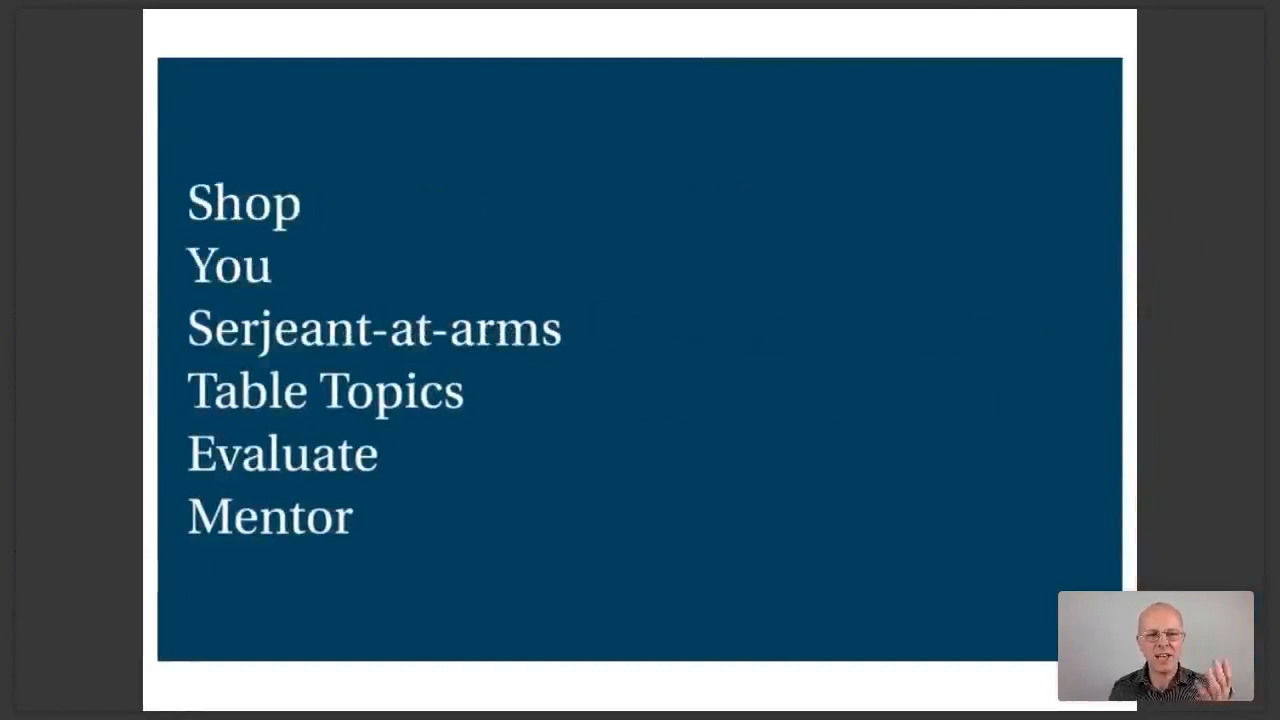 Shop
You
Serjeant-at-arms
Table Topics
Evaluate
Mentor